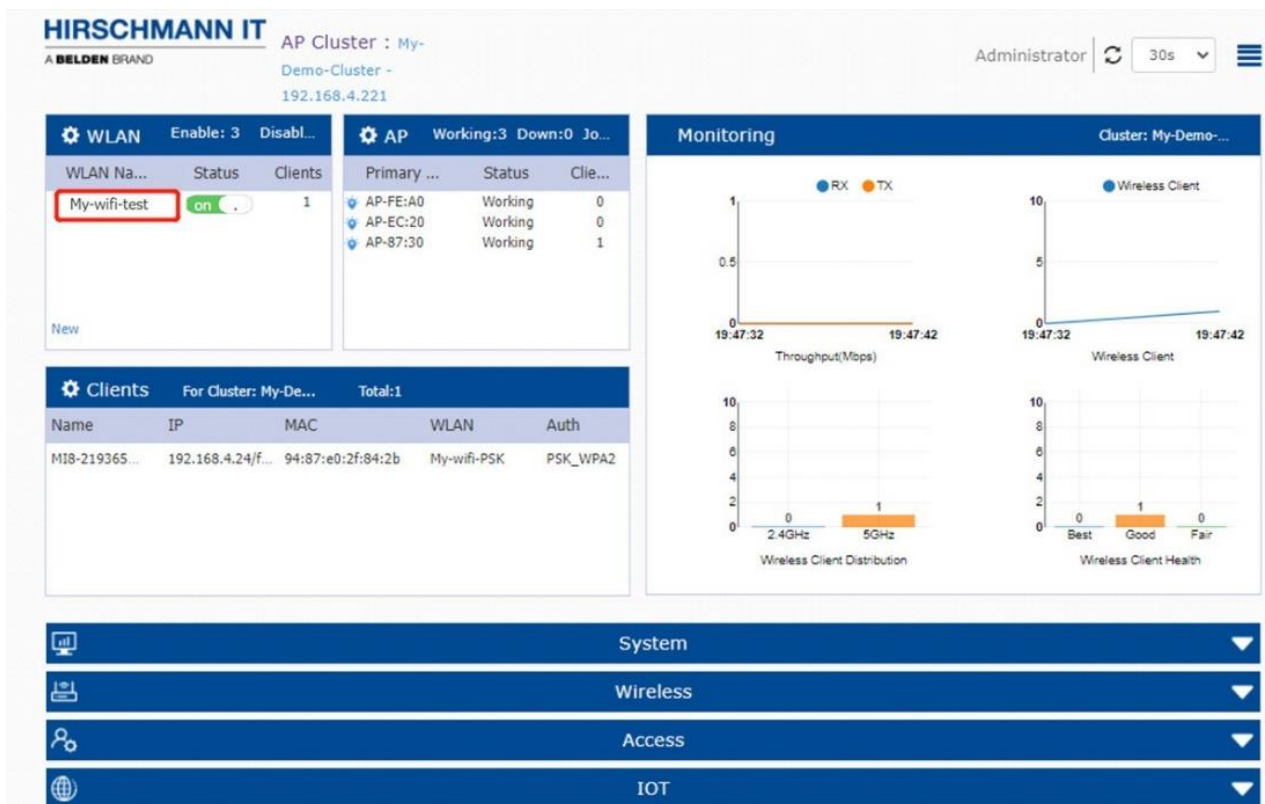 HIRSCHMANN IT
A BELDEN BRAND
AP Cluster : My-
Demo-Cluster -
192.168.4.221
Administrator 30s
WLAN Enable: 3 Disabl...
WLAN Na... Status Clients
My-wifi-test on . 1
New
AP Working:3 Down:0 Jo...
Primary ... Status Clie...
AP-FE:A0 Working 0
AP-EC:20 Working 0
AP-87:30 Working 1
Clients For Cluster: My-De... Total:1
Name IP MAC WLAN Auth
MI8-219365... 192.168.4.24/f... 94:87:e0:2f:84:2b My-wifi-PSK PSK_WPA2
Monitoring Cluster: My-Demo-...
RX TX
1
0.5
0
19:47:32 19:47:42
Throughput(Mbps)
Wireless Client
10
5
0
19:47:32 19:47:42
Wireless Client
10
8
6
4
2
0
0 1
2.4GHz 5GHz
Wireless Client Distribution
10
8
6
4
2
0
0 1 0
Best Good Fair
Wireless Client Health
System
Wireless
Access
IOT